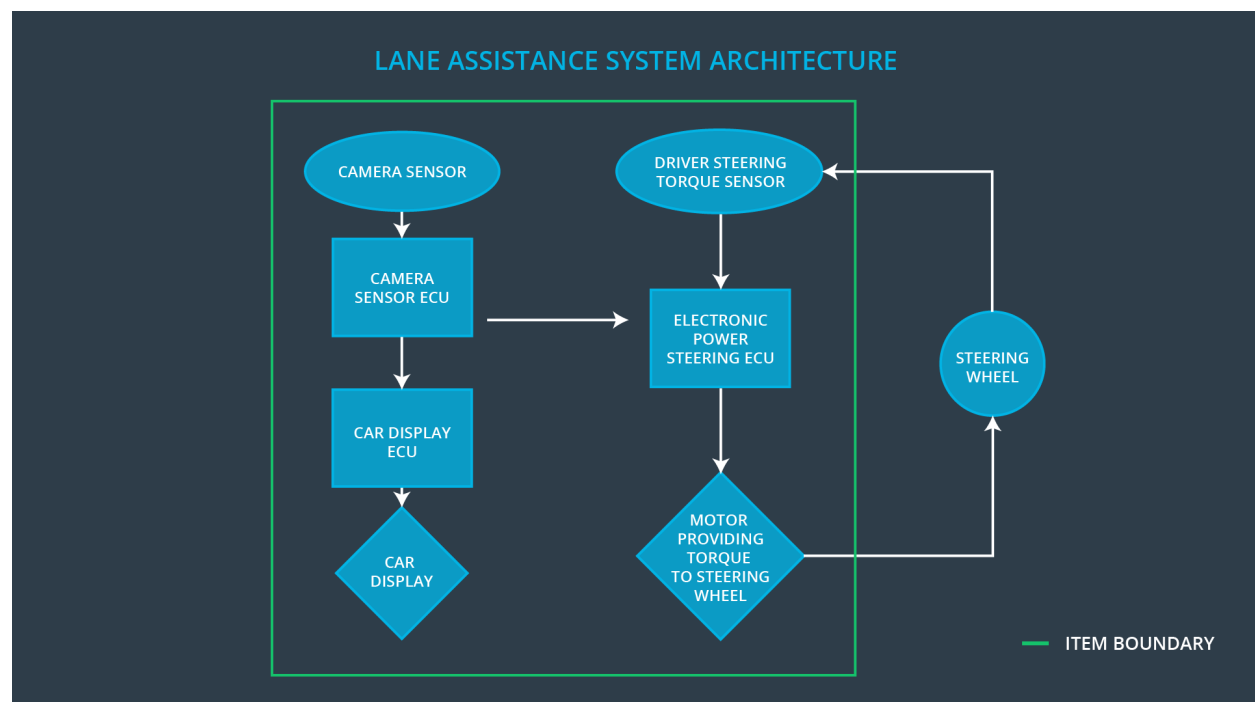 LANE ASSISTANCE SYSTEM ARCHITECTURE
CAMERA SENSOR
CAMERA
SENSOR ECU
CAR DISPLAY
ECU
CAR
DISPLAY
DRIVER STEERING
TORQUE SENSOR
ELECTRONIC
POWER
STEERING ECU
MOTOR
PROVIDING
TORQUE
TO STEERING
WHEEL
STEERING
WHEEL
ITEM BOUNDARY